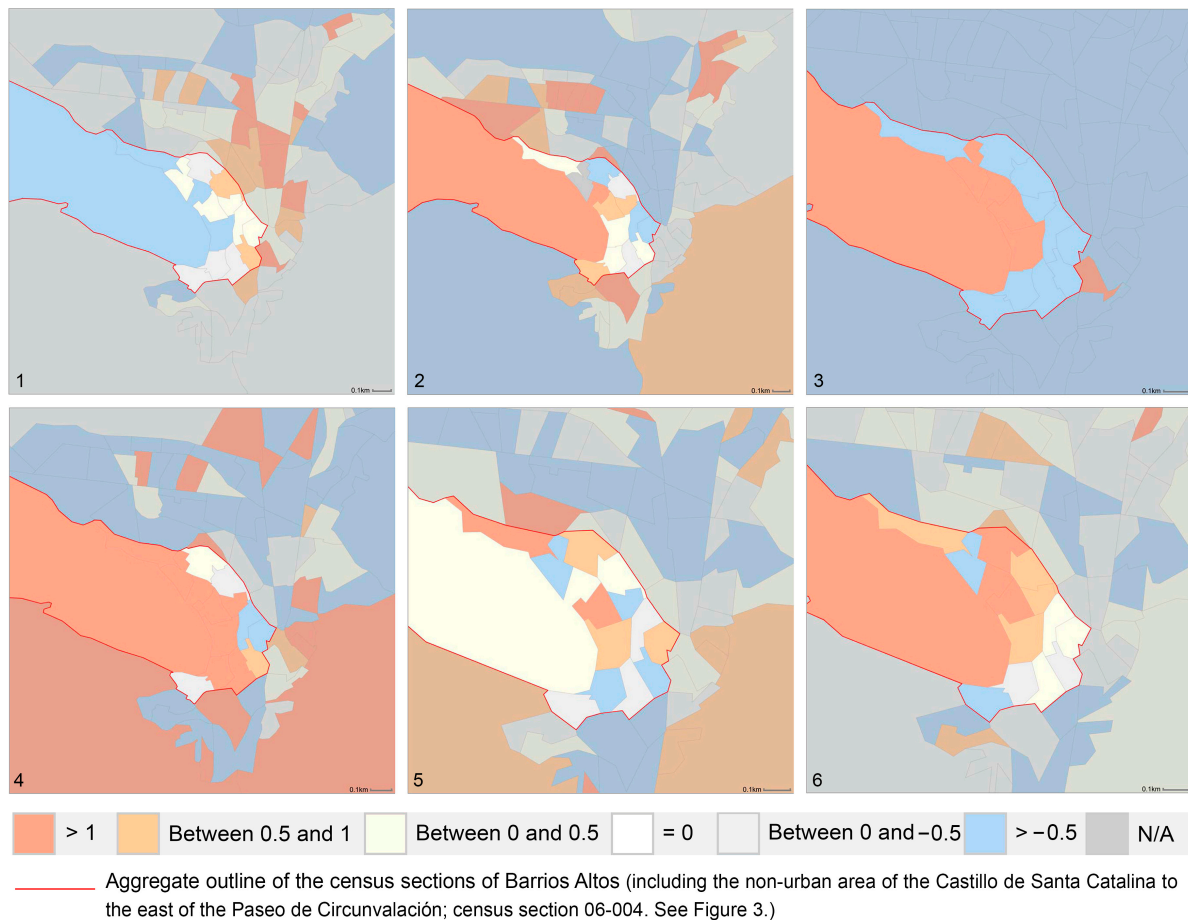 1
0.1km
2
0.1km
3
0.1km
4
0.1km
5
0.1km
6
0.1km
> 1
Between 0.5 and 1
Between 0 and 0.5
= 0
Between 0 and −0.5
> −0.5
N/A
Aggregate outline of the census sections of Barrios Altos (including the non-urban area of the Castillo de Santa Catalina to
the east of the Paseo de Circunvalación; census section 06-004. See Figure 3.)